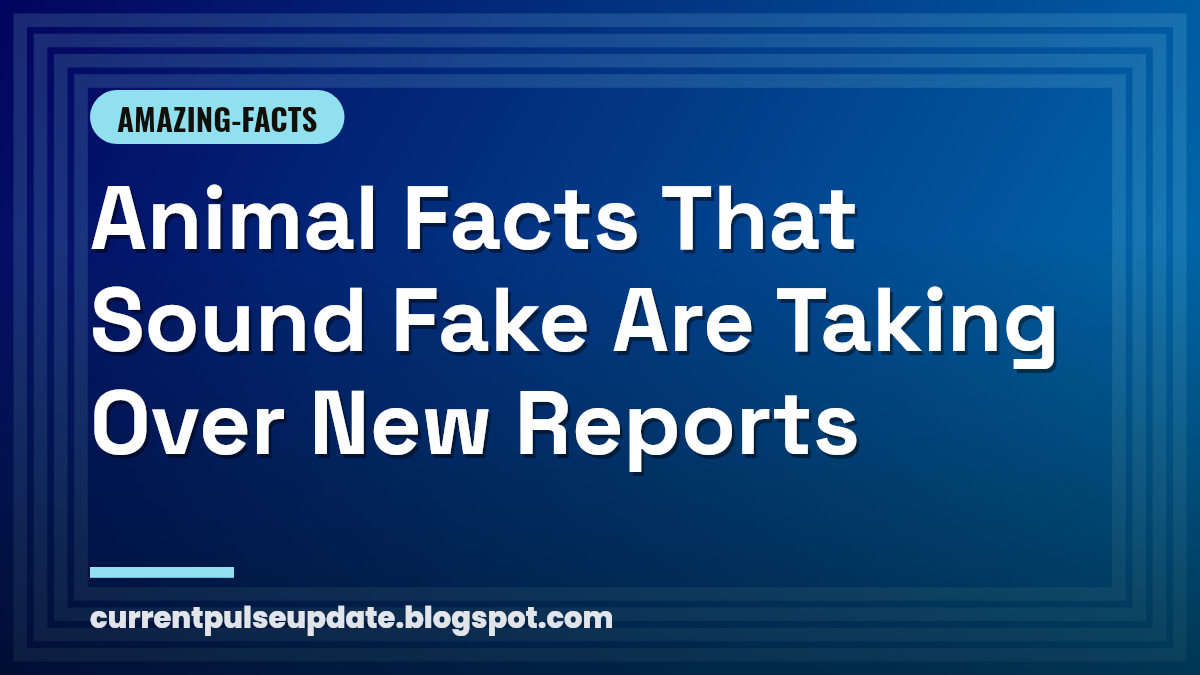 AMAZING-FACTS
Animal Facts That
Sound Fake Are Taking
Over New Reports
currentpulseupdate.blogspot.com